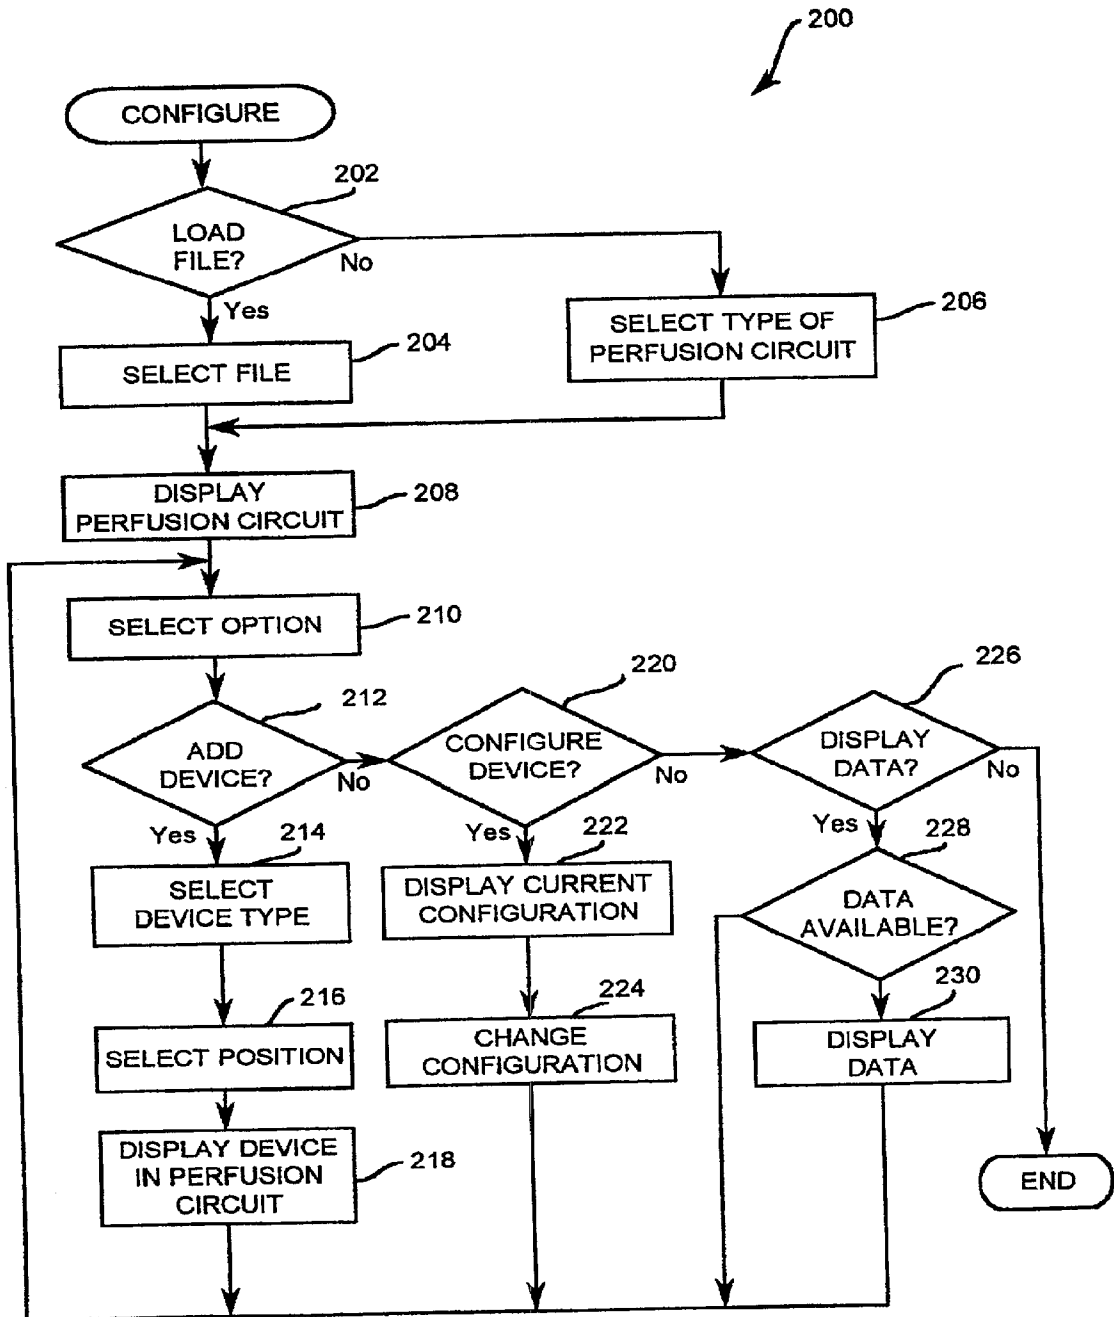 200
CONFIGURE
202
LOAD
FILE?
No
Yes
206
SELECT TYPE OF
PERFUSION CIRCUIT
204
SELECT FILE
DISPLAY
PERFUSION CIRCUIT
208
SELECT OPTION
210
212
ADD
DEVICE?
No
Yes
220
CONFIGURE
DEVICE?
No
Yes
226
DISPLAY
DATA?
No
Yes
214
SELECT
DEVICE TYPE
222
DISPLAY CURRENT
CONFIGURATION
228
DATA
AVAILABLE?
216
SELECT POSITION
224
CHANGE
CONFIGURATION
230
DISPLAY
DATA
DISPLAY DEVICE
IN PERFUSION
CIRCUIT
218
END